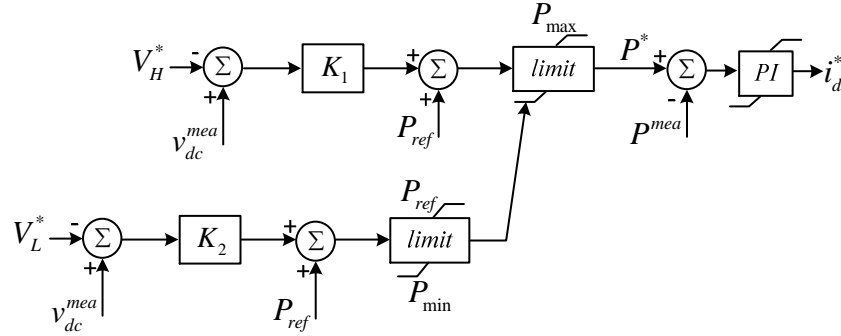 P_max
V_H^* - Σ K_1 + Σ limit P^* + Σ PI i_d^*
+ + -
v_dc^mea P_ref P^mea
P_ref
V_L^* - Σ K_2 + Σ limit
+ + P_min
v_dc^mea P_ref